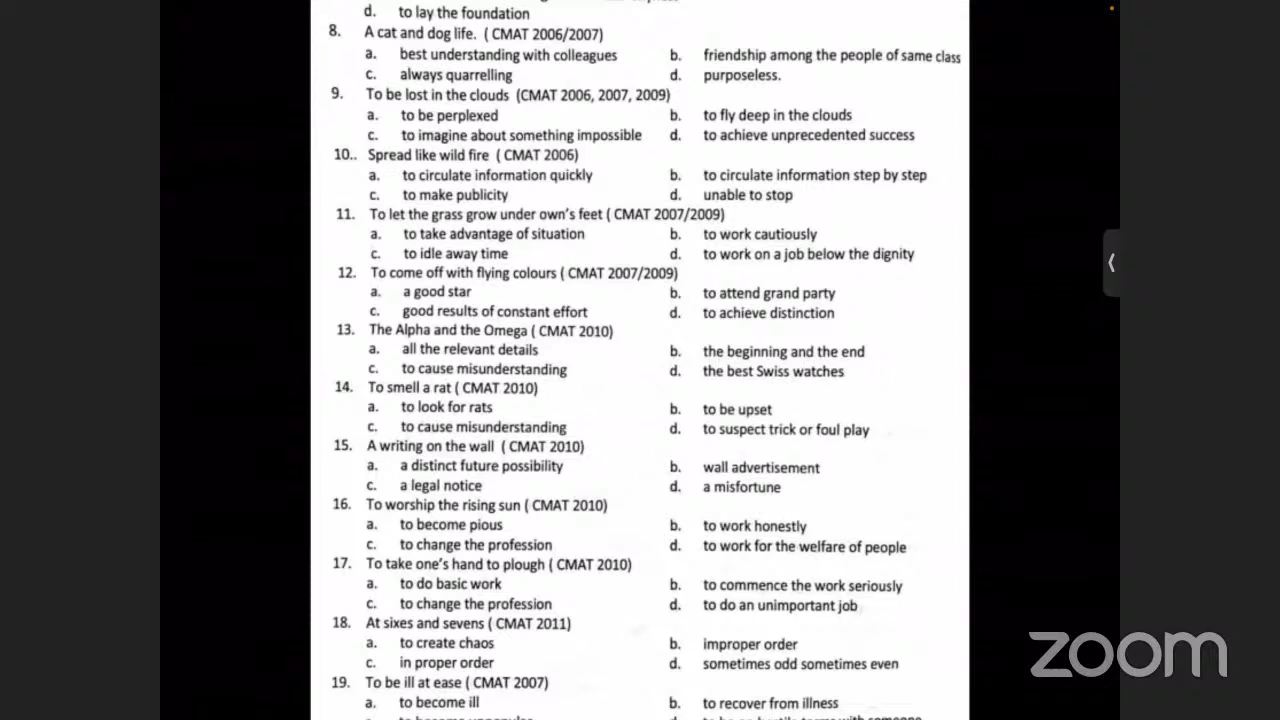 d. to lay the foundation
8. A cat and dog life. ( CMAT 2006/2007)
a. best understanding with colleagues b. friendship among the people of same class
c. always quarrelling d. purposeless.
9. To be lost in the clouds (CMAT 2006, 2007, 2009)
a. to be perplexed b. to fly deep in the clouds
c. to imagine about something impossible d. to achieve unprecedented success
10.. Spread like wild fire ( CMAT 2006)
a. to circulate information quickly b. to circulate information step by step
c. to make publicity d. unable to stop
11. To let the grass grow under own's feet ( CMAT 2007/2009)
a. to take advantage of situation b. to work cautiously
c. to idle away time d. to work on a job below the dignity
12. To come off with flying colours ( CMAT 2007/2009)
a. a good star b. to attend grand party
c. good results of constant effort d. to achieve distinction
13. The Alpha and the Omega ( CMAT 2010)
a. all the relevant details b. the beginning and the end
c. to cause misunderstanding d. the best Swiss watches
14. To smell a rat ( CMAT 2010)
a. to look for rats b. to be upset
c. to cause misunderstanding d. to suspect trick or foul play
15. A writing on the wall ( CMAT 2010)
a. a distinct future possibility b. wall advertisement
c. a legal notice d. a misfortune
16. To worship the rising sun ( CMAT 2010)
a. to become pious b. to work honestly
c. to change the profession d. to work for the welfare of people
17. To take one's hand to plough ( CMAT 2010)
a. to do basic work b. to commence the work seriously
c. to change the profession d. to do an unimportant job
18. At sixes and sevens ( CMAT 2011)
a. to create chaos b. improper order
c. in proper order d. sometimes odd sometimes even
19. To be ill at ease ( CMAT 2007)
a. to become ill b. to recover from illness
zoom